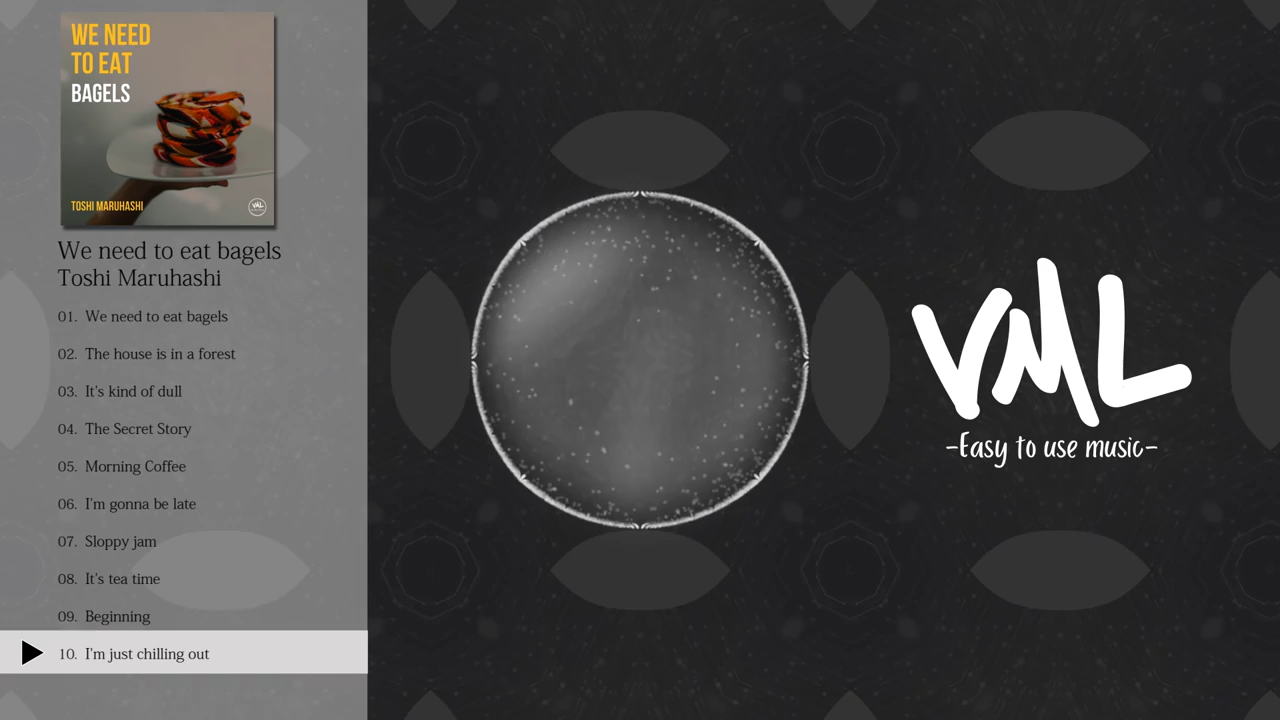 WE NEED
TO EAT
BAGELS
TOSHI MARUHASHI
VML
We need to eat bagels
Toshi Maruhashi
01. We need to eat bagels
02. The house is in a forest
03. It's kind of dull
04. The Secret Story
05. Morning Coffee
06. I'm gonna be late
07. Sloppy jam
08. It's tea time
09. Beginning
10. I'm just chilling out
VML
-Easy to use music-